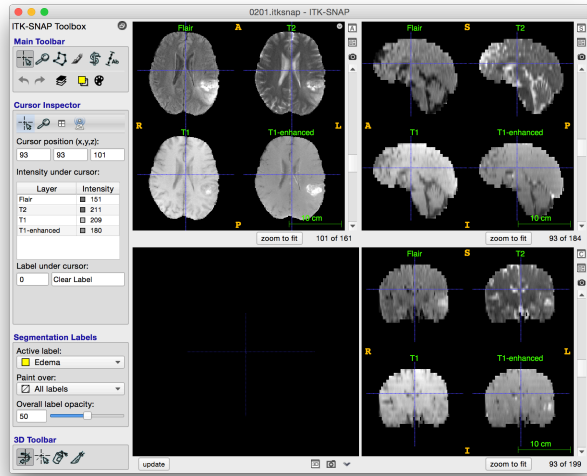 0201.itksnap - ITK-SNAP
ITK-SNAP Toolbox
Main Toolbar
Cursor Inspector
Cursor position (x,y,z):
93 93 101
Intensity under cursor:
Layer Intensity
Flair 151
T2 211
T1 209
T1-enhanced 180
Label under cursor:
0 Clear Label
Segmentation Labels
Active label:
Edema
Paint over:
All labels
Overall label opacity:
50
3D Toolbar
Flair A T2
R T1 T1-enhanced L
P 10 cm
zoom to fit 101 of 161
A
Flair S T2
A T1 T1-enhanced P
I 10 cm
zoom to fit 93 of 184
S
update
3D
Flair S T2
R T1 T1-enhanced L
I 10 cm
zoom to fit 93 of 199
C